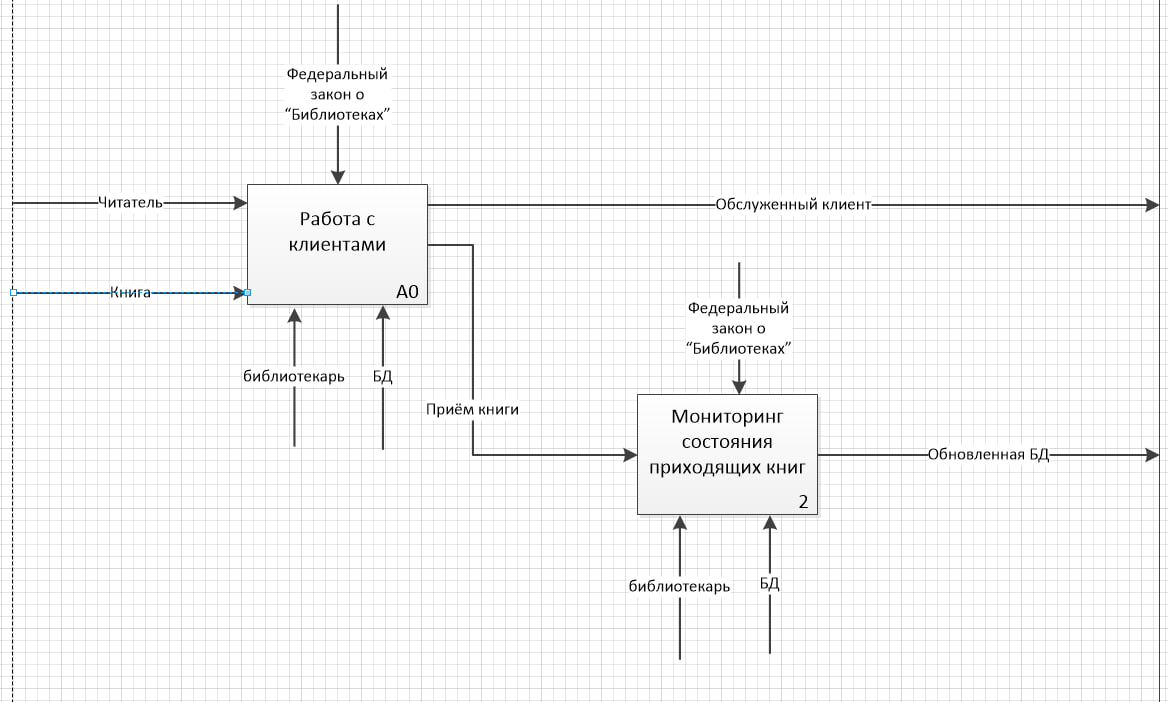 Федеральный
закон о
“Библиотеках”
Читатель
Работа с
клиентами
A0
Обслуженный клиент
Книга
Федеральный
закон о
“Библиотеках”
библиотекарь
БД
Приём книги
Мониторинг
состояния
приходящих книг
2
Обновленная БД
библиотекарь
БД